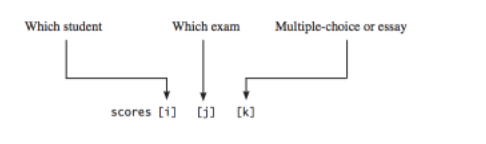 Which student Which exam Multiple-choice or essay
scores [i] [j] [k]